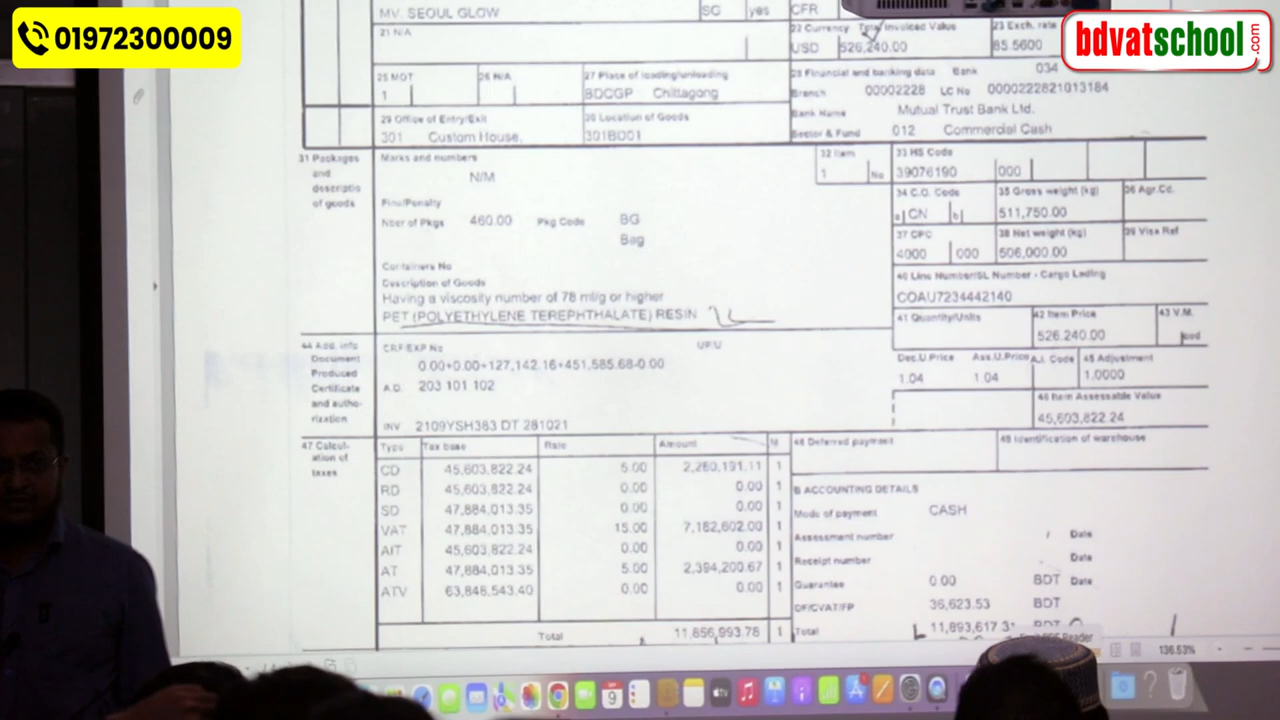 01972300009
bdvatschool.com
MV. SEOUL GLOW SG yes CFR
21 N/A 22 Currency Total Invoiced Value 23 Exch. rate
USD 526,240.00 85.5600
25 MOT 26 N/A 27 Place of loading/unloading 28 Financial and banking data Bank 034
1 BDCGP Chittagong Branch 00002228 LC No 0000222821013184
Bank Name Mutual Trust Bank Ltd.
29 Office of Entry/Exit 30 Location of Goods
301 Custom House, 301BD01 Sector & Fund 012 Commercial Cash
31 Packages and descriptio of goods Marks and numbers 32 Item 33 HS Code
N/M 1 No 39076190 000
Fine/Penalty 34 C.O. Code 35 Gross weight (kg) 36 Agr.Cd.
Nber of Pkgs 460.00 Pkg Code BG a CN b 511,750.00
Bag 37 CPC 38 Net weight (kg) 39 Visa Ref
4000 000 506,000.00
Containers No 40 Line Number/SL Number - Cargo Lading
Description of Goods
Having a viscosity number of 78 ml/g or higher COAU7234442140
PET (POLYETHYLENE TEREPHTHALATE) RESIN 41 Quantity/Units 42 Item Price 43 V.M.
526,240.00
44 Add. info Document Produced Certificate and autho-rization
0.00+0.00+127,142.16+451,585.68-0.00 Dec.U.Price Ass.U.Price A.I. Code 45 Adjustment
A.D. 203 101 102 1.04 1.04 1.0000
46 Item Assessable Value
INV 2109YSH383 DT 281021 45,603,822.24
47 Calcul-ation of taxes Type Tax base Rate Amount M 48 Deferred payment 49 Identification of warehouse
CD 45,603,822.24 5.00 2,280,191.11 1
RD 45,603,822.24 0.00 0.00 1 B ACCOUNTING DETAILS
SD 47,884,013.35 0.00 0.00 1 Mode of payment CASH
VAT 47,884,013.35 15.00 7,182,602.00 1 Assessment number / Date
AIT 45,603,822.24 0.00 0.00 1 Receipt number Date
AT 47,884,013.35 5.00 2,394,200.67 1 Guarantee 0.00 BDT Date
ATV 63,846,543.40 0.00 0.00 1 DF/CVAT/FP 36,623.53 BDT
Total 11,856,993.78 1 Total 11,893,617.31 BDT
Reader
136.53%